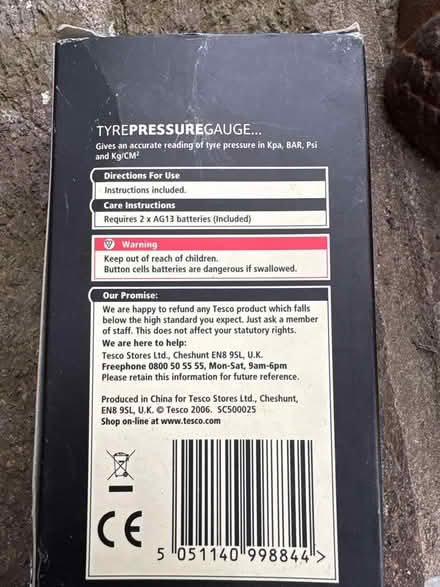 TYREPRESSUREGAUGE...
Gives an accurate reading of tyre pressure in Kpa, BAR, Psi
and Kg/CM²
Directions For Use
Instructions included.
Care Instructions
Requires 2 x AG13 batteries (Included)
Warning
Keep out of reach of children.
Button cells batteries are dangerous if swallowed.
Our Promise:
We are happy to refund any Tesco product which falls
below the high standard you expect. Just ask a member
of staff. This does not affect your statutory rights.
We are here to help:
Tesco Stores Ltd., Cheshunt EN8 9SL, U.K.
Freephone 0800 50 55 55, Mon-Sat, 9am-6pm
Please retain this information for future reference.
Produced in China for Tesco Stores Ltd., Cheshunt,
EN8 9SL, U.K. © Tesco 2006. SC500025
Shop on-line at www.tesco.com
CE
5 051140 998844 >